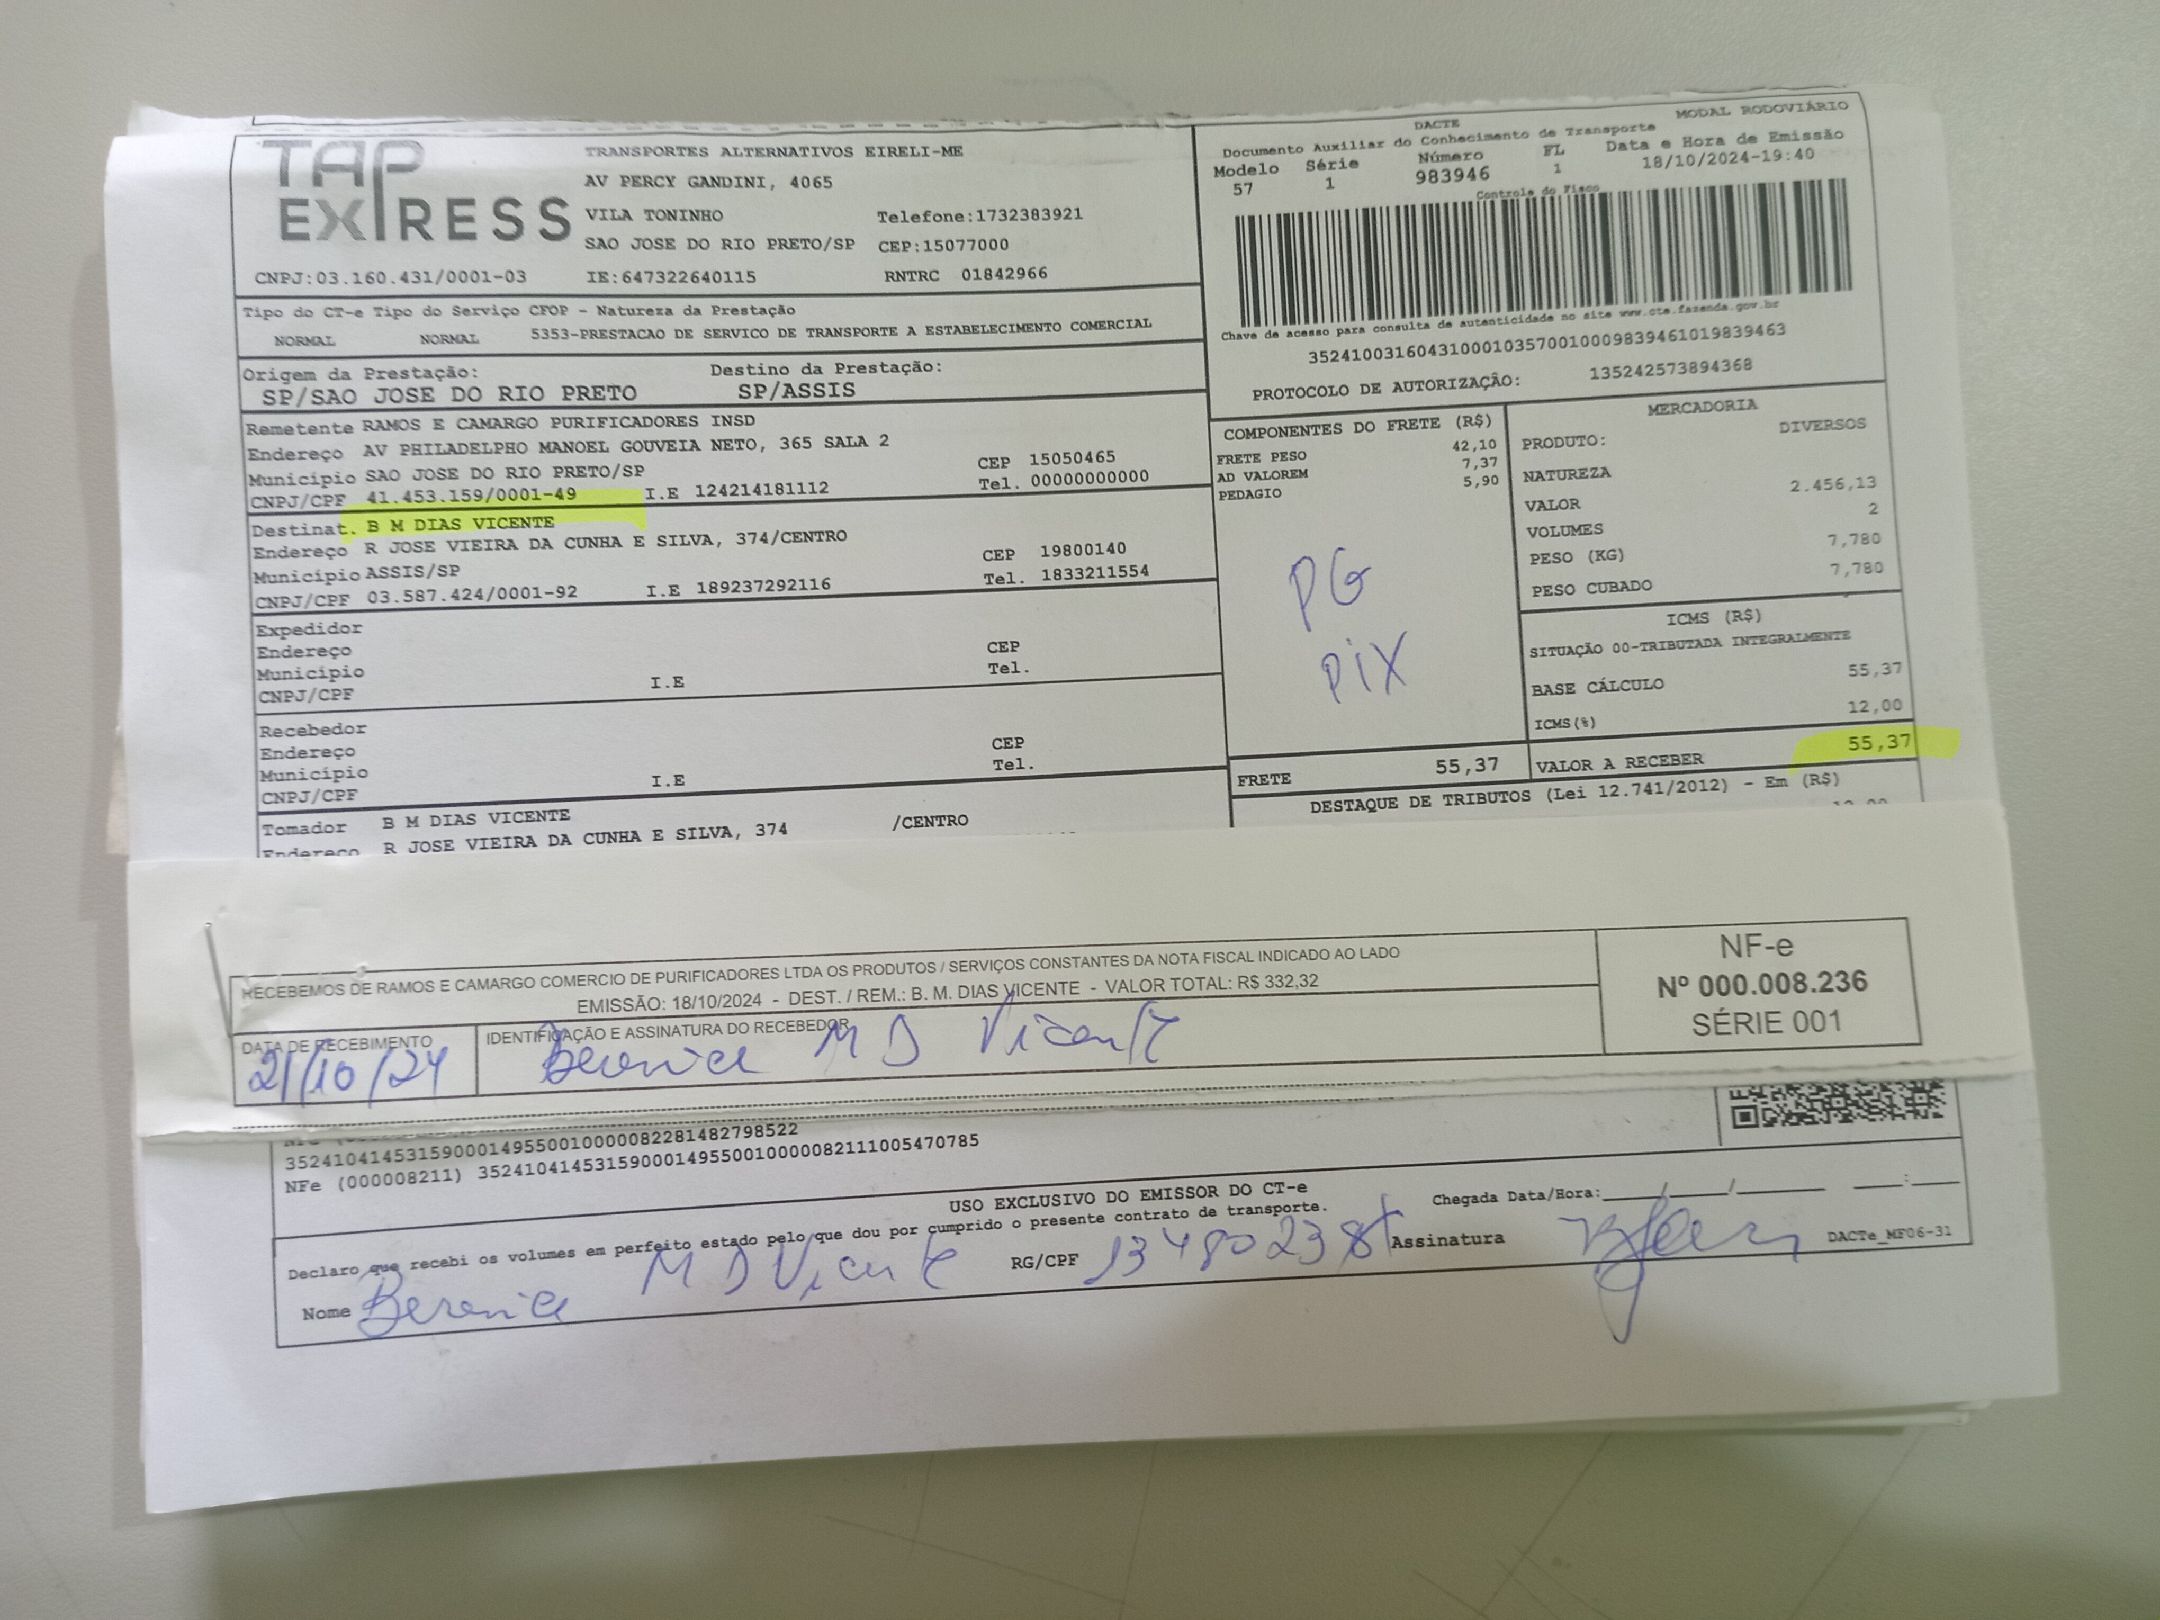 TAP EXPRESS
TRANSPORTES ALTERNATIVOS EIRELI-ME
AV PERCY GANDINI, 4065
VILA TONINHO Telefone:1732383921
SAO JOSE DO RIO PRETO/SP CEP:15077000
CNPJ:03.160.431/0001-03 IE:647322640115 RNTRC 01842966
MODAL RODOVIÁRIO
DACTE
Documento Auxiliar do Conhecimento de Transporte
Modelo Série Número FL Data e Hora de Emissão
57 1 983946 1 18/10/2024-19:40
Controle do Fisco
Chave de acesso para consulta de autenticidade no site www.cte.fazenda.gov.br
35241003160431000103570010009839461019839463
PROTOCOLO DE AUTORIZAÇÃO: 135242573894368
Tipo do CT-e Tipo do Serviço CFOP - Natureza da Prestação
NORMAL NORMAL 5353-PRESTACAO DE SERVICO DE TRANSPORTE A ESTABELECIMENTO COMERCIAL
Origem da Prestação: Destino da Prestação:
SP/SAO JOSE DO RIO PRETO SP/ASSIS
Remetente RAMOS E CAMARGO PURIFICADORES INSD
Endereço AV PHILADELPHO MANOEL GOUVEIA NETO, 365 SALA 2
Município SAO JOSE DO RIO PRETO/SP CEP 15050465
CNPJ/CPF 41.453.159/0001-49 I.E 124214181112 Tel. 00000000000
Destinat. B M DIAS VICENTE
Endereço R JOSE VIEIRA DA CUNHA E SILVA, 374/CENTRO
Município ASSIS/SP CEP 19800140
CNPJ/CPF 03.587.424/0001-92 I.E 189237292116 Tel. 1833211554
Expedidor
Endereço
Município CEP
CNPJ/CPF I.E Tel.
Recebedor
Endereço
Município CEP
CNPJ/CPF I.E Tel.
Tomador B M DIAS VICENTE
Endereço R JOSE VIEIRA DA CUNHA E SILVA, 374 /CENTRO
COMPONENTES DO FRETE (R$)
FRETE PESO 42,10
AD VALOREM 7,37
PEDAGIO 5,90
PG
PIX
FRETE 55,37
MERCADORIA
PRODUTO: DIVERSOS
NATUREZA
VALOR 2.456,13
VOLUMES 2
PESO (KG) 7,780
PESO CUBADO 7,780
ICMS (R$)
SITUAÇÃO 00-TRIBUTADA INTEGRALMENTE
BASE CÁLCULO 55,37
ICMS(%) 12,00
VALOR A RECEBER 55,37
DESTAQUE DE TRIBUTOS (Lei 12.741/2012) - Em (R$)
RECEBEMOS DE RAMOS E CAMARGO COMERCIO DE PURIFICADORES LTDA OS PRODUTOS / SERVIÇOS CONSTANTES DA NOTA FISCAL INDICADO AO LADO
EMISSÃO: 18/10/2024 - DEST. / REM.: B. M. DIAS VICENTE - VALOR TOTAL: R$ 332,32
DATA DE RECEBIMENTO IDENTIFICAÇÃO E ASSINATURA DO RECEBEDOR
21/10/24 Berenice M D Vicente
NF-e
Nº 000.008.236
SÉRIE 001
35241041453159000149550010000082281482798522
NFe (000008211) 35241041453159000149550010000082111005470785
USO EXCLUSIVO DO EMISSOR DO CT-e
Declaro que recebi os volumes em perfeito estado pelo que dou por cumprido o presente contrato de transporte.
Chegada Data/Hora:____/____/______ ___:___
Nome Berenice M D Vicente RG/CPF Assinatura
DACTe_MF06-31